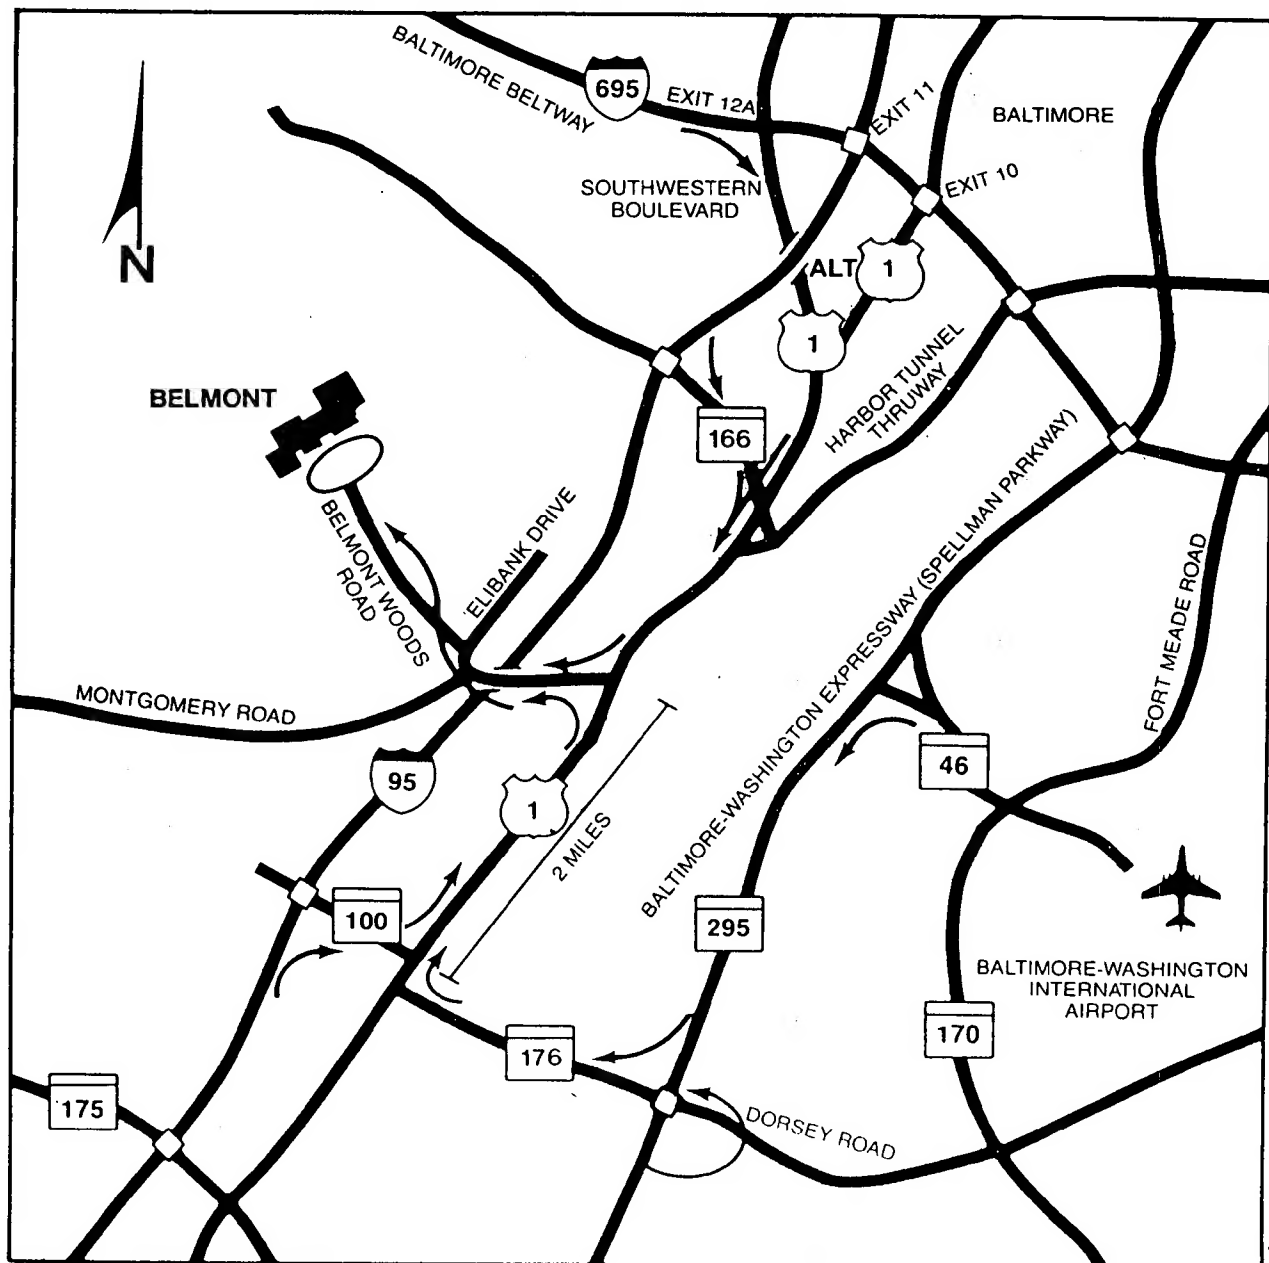 BALTIMORE BELTWAY
695
EXIT 12A
EXIT 11
BALTIMORE
EXIT 10
SOUTHWESTERN
BOULEVARD
N
ALT
1
1
HARBOR TUNNEL
THRUWAY
BELMONT
166
BELMONT WOODS
ROAD
'ELIBANK DRIVE
BALTIMORE-WASHINGTON EXPRESSWAY (SPELLMAN PARKWAY)
FORT MEADE ROAD
MONTGOMERY ROAD
95
1
2 MILES
46
100
295
BALTIMORE-WASHINGTON
INTERNATIONAL
AIRPORT
170
176
175
DORSEY ROAD